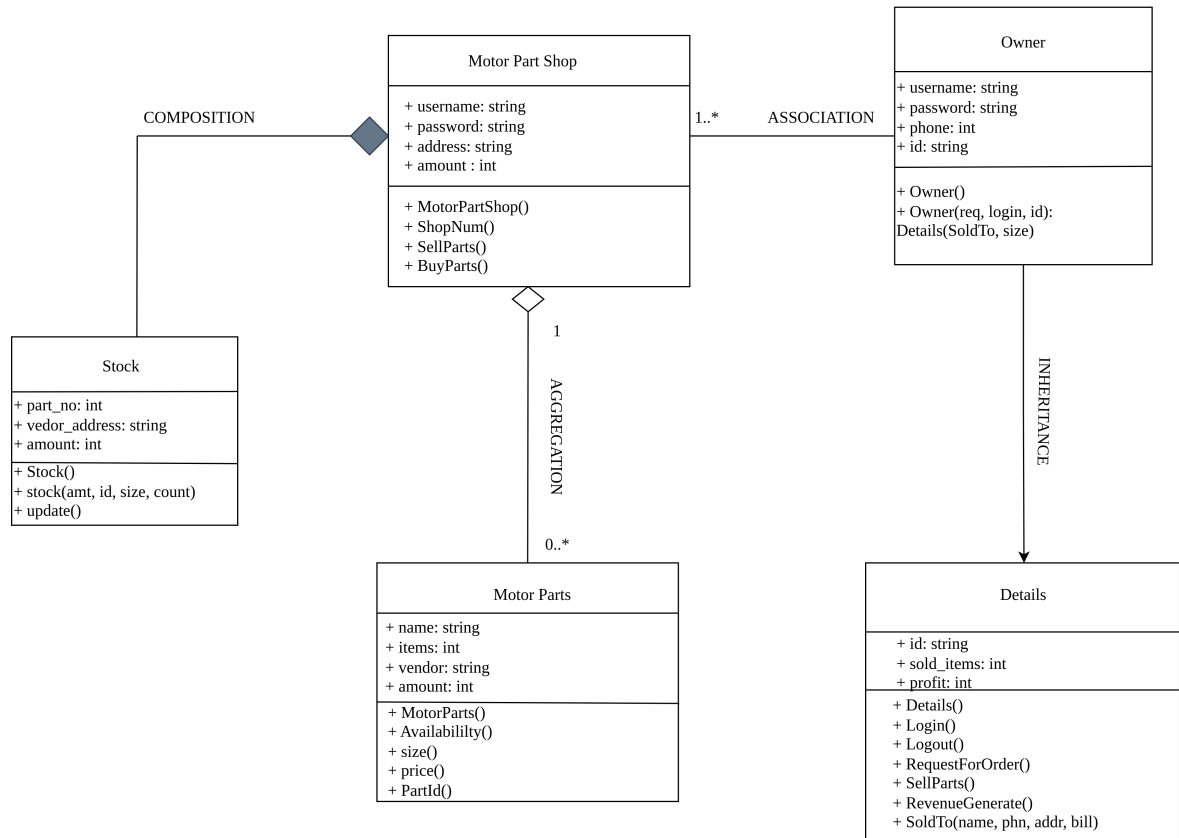 Motor Part Shop
+ username: string
+ password: string
+ address: string
+ amount : int
+ MotorPartShop()
+ ShopNum()
+ SellParts()
+ BuyParts()
Owner
+ username: string
+ password: string
+ phone: int
+ id: string
+ Owner()
+ Owner(req, login, id):
Details(SoldTo, size)
COMPOSITION
1..*
ASSOCIATION
Stock
+ part_no: int
+ vedor_address: string
+ amount: int
+ Stock()
+ stock(amt, id, size, count)
+ update()
1
AGGREGATION
0..*
INHERITANCE
Motor Parts
+ name: string
+ items: int
+ vendor: string
+ amount: int
+ MotorParts()
+ Availabililty()
+ size()
+ price()
+ PartId()
Details
+ id: string
+ sold_items: int
+ profit: int
+ Details()
+ Login()
+ Logout()
+ RequestForOrder()
+ SellParts()
+ RevenueGenerate()
+ SoldTo(name, phn, addr, bill)